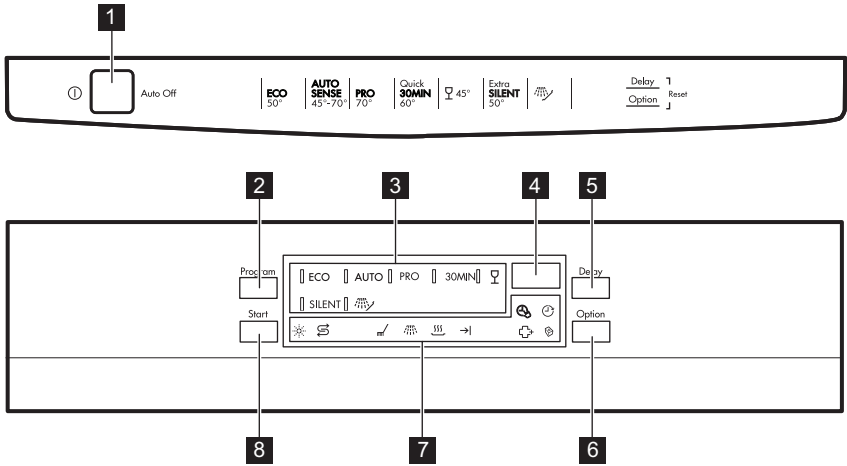 1
Auto Off
ECO
50°
AUTO
SENSE
45°-70°
PRO
70°
Quick
30MIN
60°
45°
Extra
SILENT
50°
Delay
Option
Reset
2
3
4
5
Program
ECO
AUTO
PRO
30MIN
Delay
Start
SILENT
Option
8
7
6